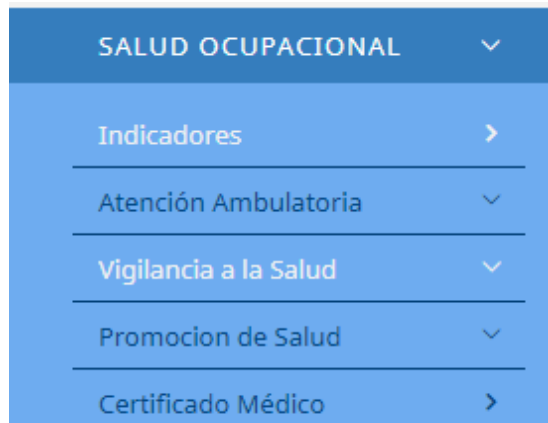 SALUD OCUPACIONAL
Indicadores
Atención Ambulatoria
Vigilancia a la Salud
Promocion de Salud
Certificado Médico